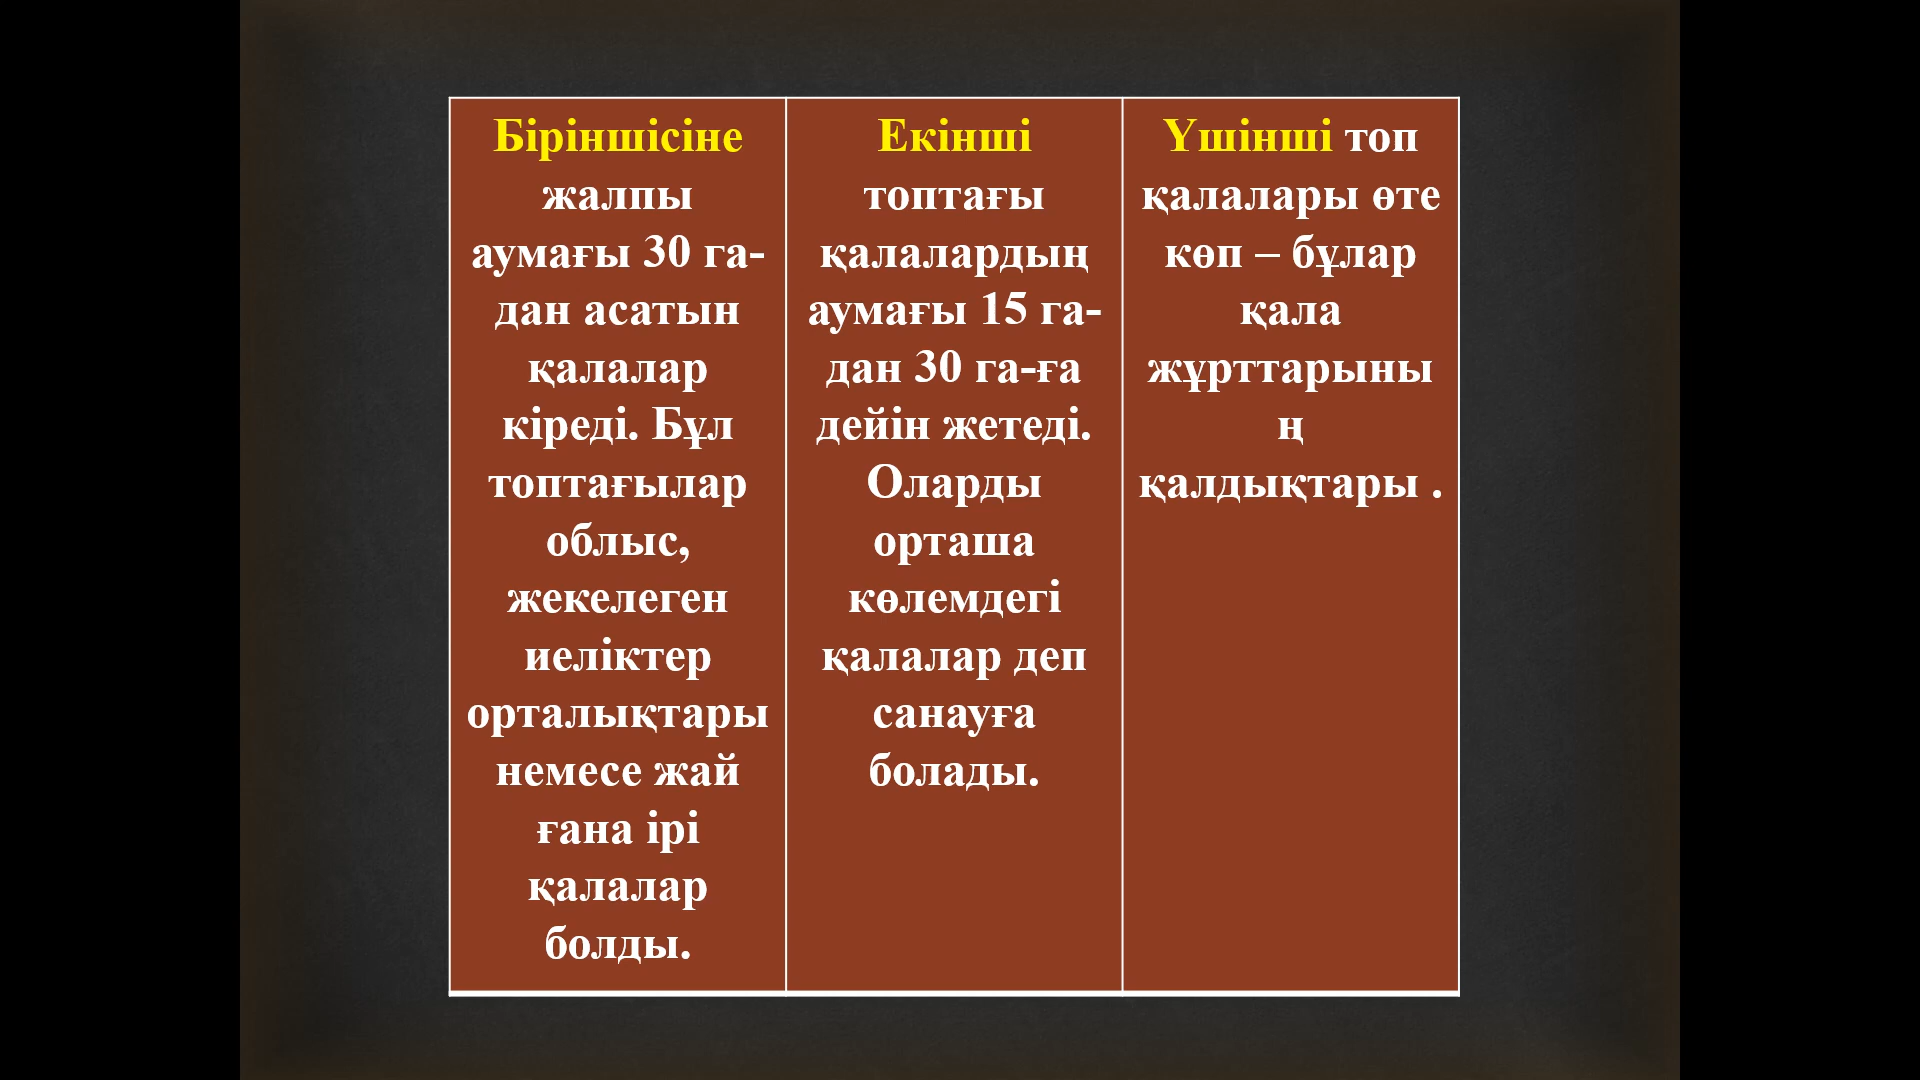 Біріншісіне
жалпы
аумағы 30 га-
дан асатын
қалалар
кіреді. Бұл
топтағылар
облыс,
жекелеген
иеліктер
орталықтары
немесе жай
ғана ірі
қалалар
болды.
Екінші
топтағы
қалалардың
аумағы 15 га-
дан 30 га-ға
дейін жетеді.
Оларды
орташа
көлемдегі
қалалар деп
санауға
болады.
Үшінші топ
қалалары өте
көп – бұлар
қала
жұрттарыны
ң
қалдықтары .